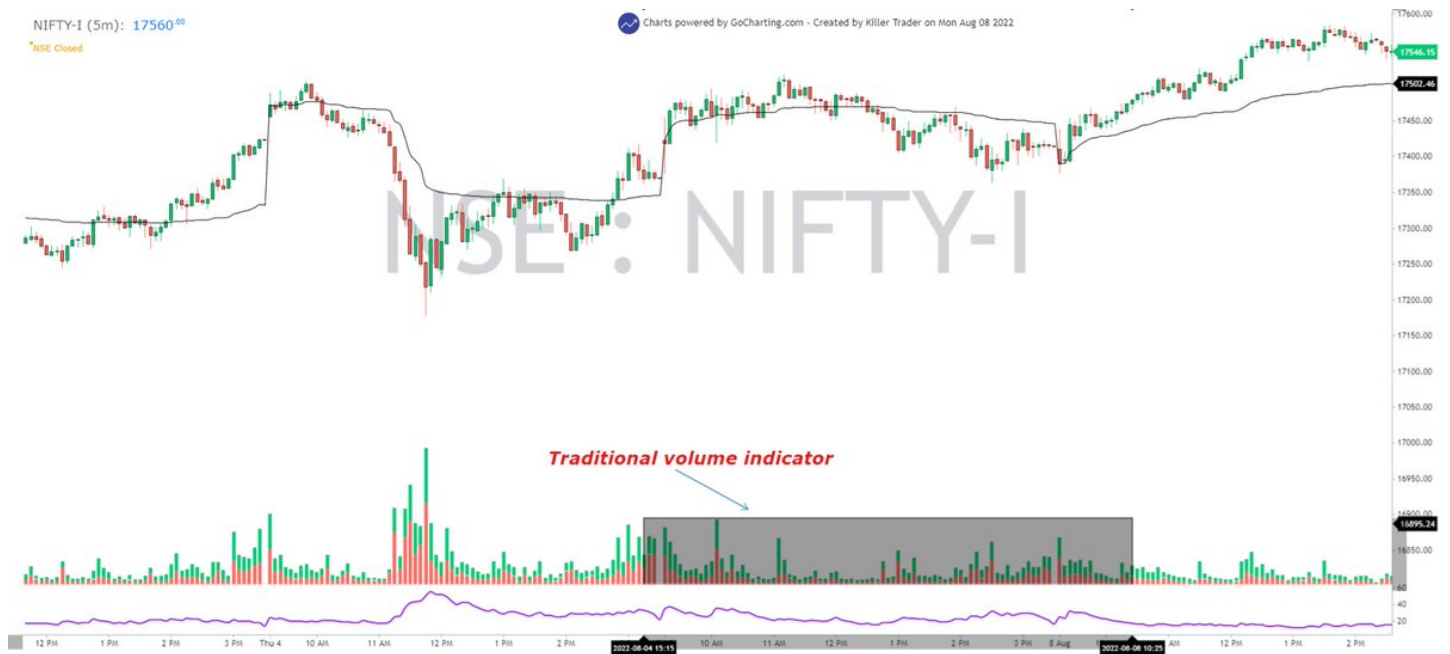 NIFTY-I (5m): 17560.00
NSE Closed
Charts powered by GoCharting.com - Created by Killer Trader on Mon Aug 08 2022
NSE : NIFTY-I
17600.00
17546.15
17502.46
17450.00
17400.00
17350.00
17300.00
17250.00
17200.00
17150.00
17100.00
17050.00
17000.00
16950.00
16900.00
16895.24
16850.00
Traditional volume indicator
60
40
20
12 PM
1 PM
2 PM
3 PM
Thu 4
10 AM
11 AM
12 PM
1 PM
2 PM
2022-08-04 15:15
10 AM
11 AM
12 PM
1 PM
2 PM
3 PM
8 Aug
2022-08-08 10:25
AM
12 PM
1 PM
2 PM